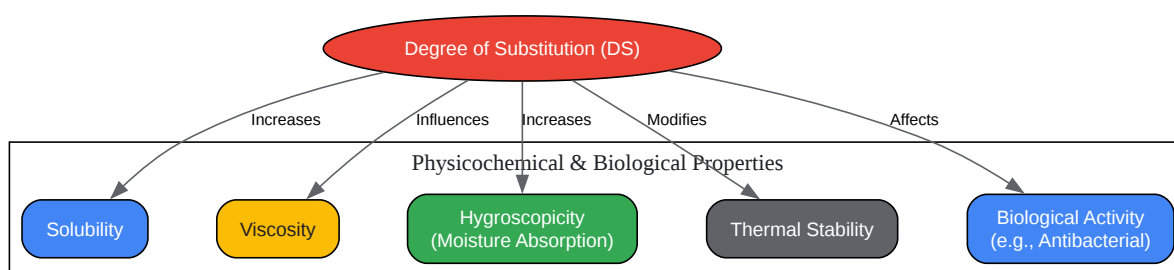 Degree of Substitution (DS)
Increases
Influences
Increases
Modifies
Affects
Physicochemical & Biological Properties
Solubility
Viscosity
Hygroscopicity
(Moisture Absorption)
Thermal Stability
Biological Activity
(e.g., Antibacterial)